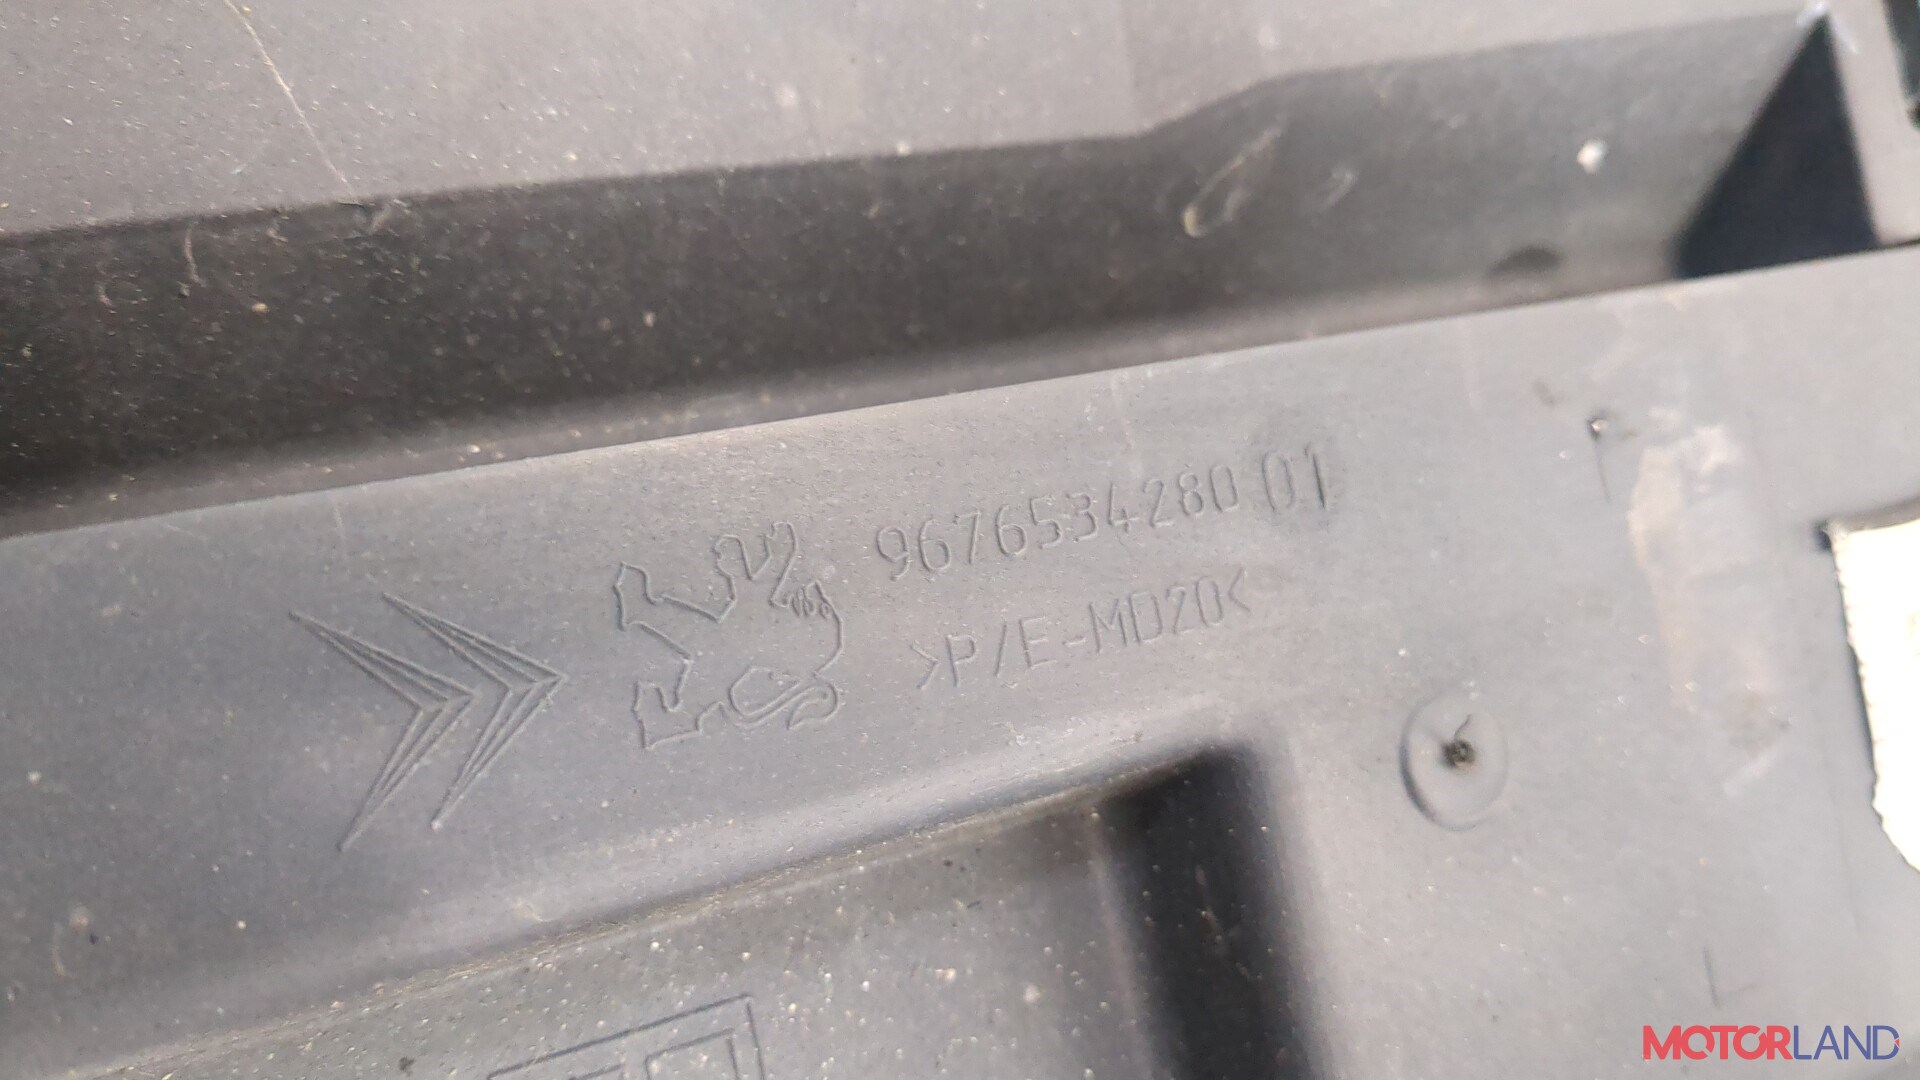 9676534280 01
>P/E-MD20<
MOTORLAND